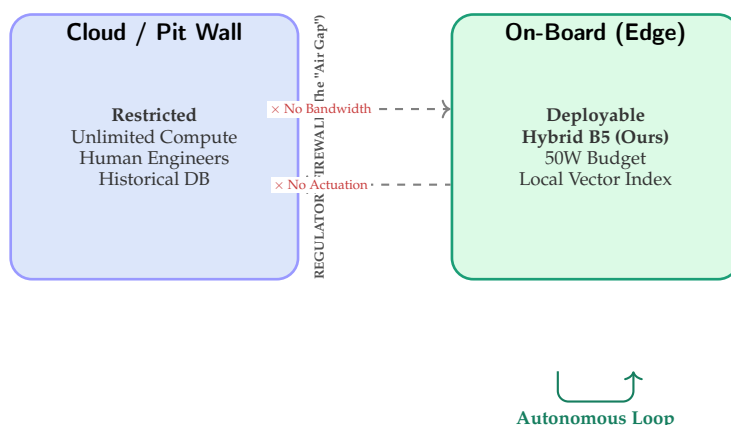 Cloud / Pit Wall
Restricted
Unlimited Compute
Human Engineers
Historical DB
× No Bandwidth
× No Actuation
REGULATOR FIREWALL he "Air Gap")
On-Board (Edge)
Deployable
Hybrid B5 (Ours)
50W Budget
Local Vector Index
Autonomous Loop